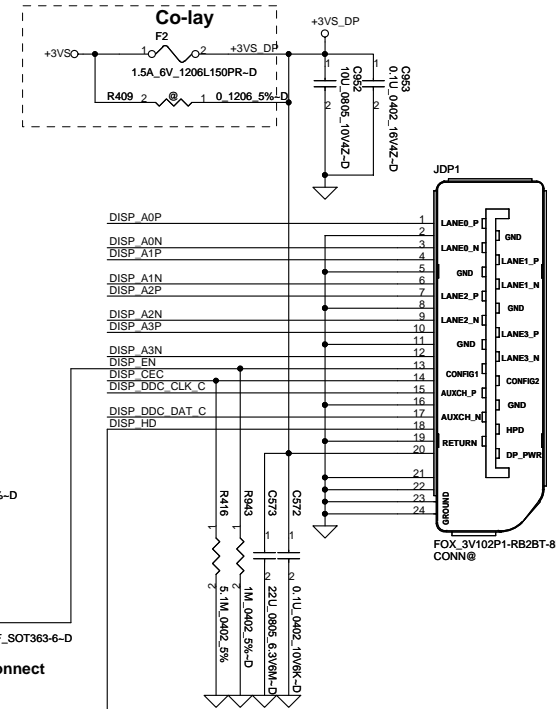 Co-lay
+3VS
F2
1
2
+3VS_DP
1.5A_6V_1206L150PR~D
R409
2
@
1
0_1206_5%~D
+3VS_DP
1
2
C952
10U_0805_10V4Z~D
1
2
C953
0.1U_0402_16V4Z~D
JDP1
DISP_A0P
DISP_A0N
DISP_A1P
DISP_A1N
DISP_A2P
DISP_A2N
DISP_A3P
DISP_A3N
DISP_EN
DISP_CEC
DISP_DDC_CLK_C
DISP_DDC_DAT_C
DISP_HD
1
2
3
4
5
6
7
8
9
10
11
12
13
14
15
16
17
18
19
20
21
22
23
24
LANE0_P
GND
LANE0_N
LANE1_P
GND
LANE1_N
LANE2_P
GND
LANE2_N
LANE3_P
GND
LANE3_N
CONFIG1
CONFIG2
AUXCH_P
GND
AUXCH_N
HPD
RETURN
DP_PWR
GROUND
FOX_3V102P1-RB2BT-8
CONN@
R416
1
2
5.1M_0402_5%
R943
1
2
1M_0402_5%~D
C573
1
2
22U_0805_6.3V6M~D
C572
1
2
0.1U_0402_10V6K~D
%~D
F_SOT363-6~D
onnect